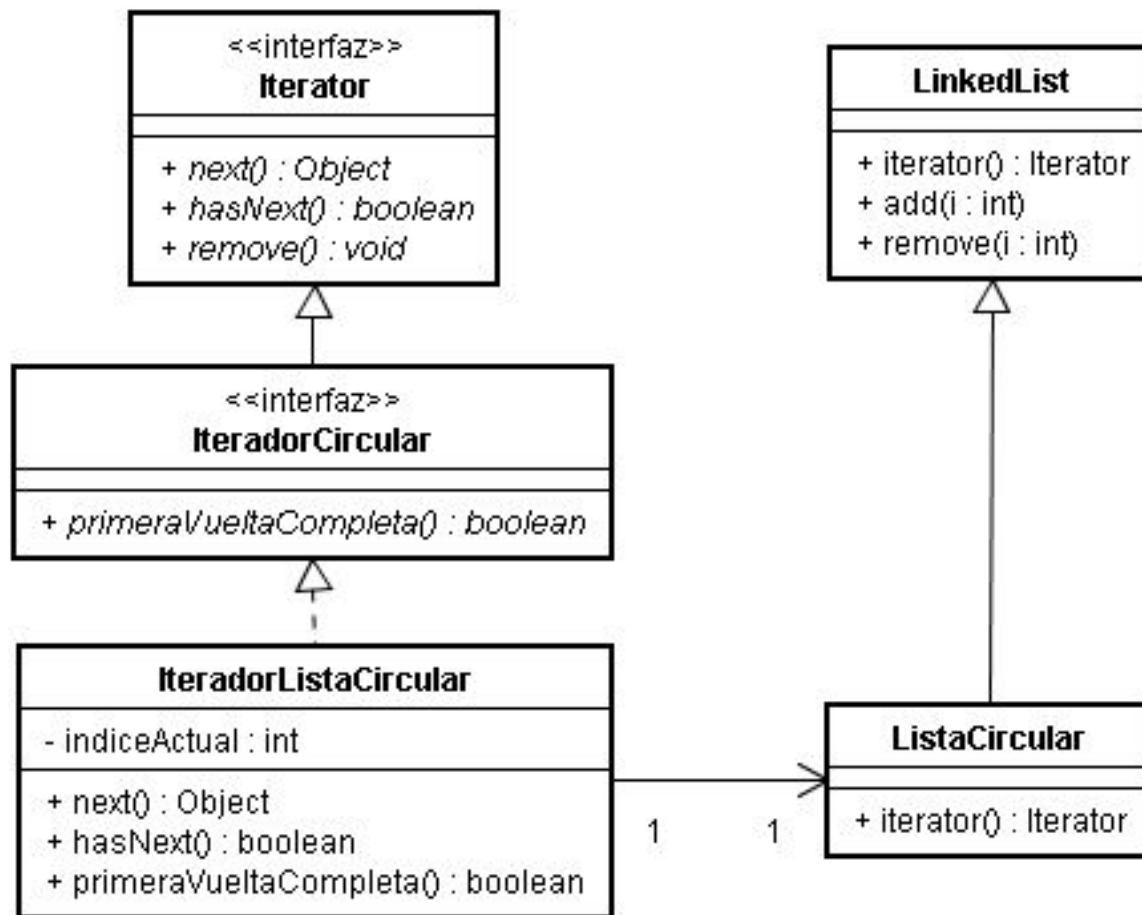 <<interfaz>>
Iterator
+ next() : Object
+ hasNext() : boolean
+ remove() : void
LinkedList
+ iterator() : Iterator
+ add(i : int)
+ remove(i : int)
<<interfaz>>
IteradorCircular
+ primeraVueltaCompleta() : boolean
IteradorListaCircular
- indiceActual : int
+ next() : Object
+ hasNext() : boolean
+ primeraVueltaCompleta() : boolean
1 1
ListaCircular
+ iterator() : Iterator